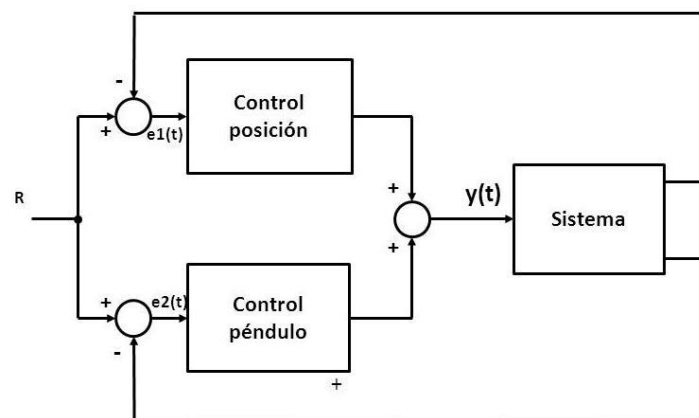 -
Control
posición
+
e1(t)
R
+
y(t)
Sistema
+
+
e2(t)
Control
péndulo
-
+